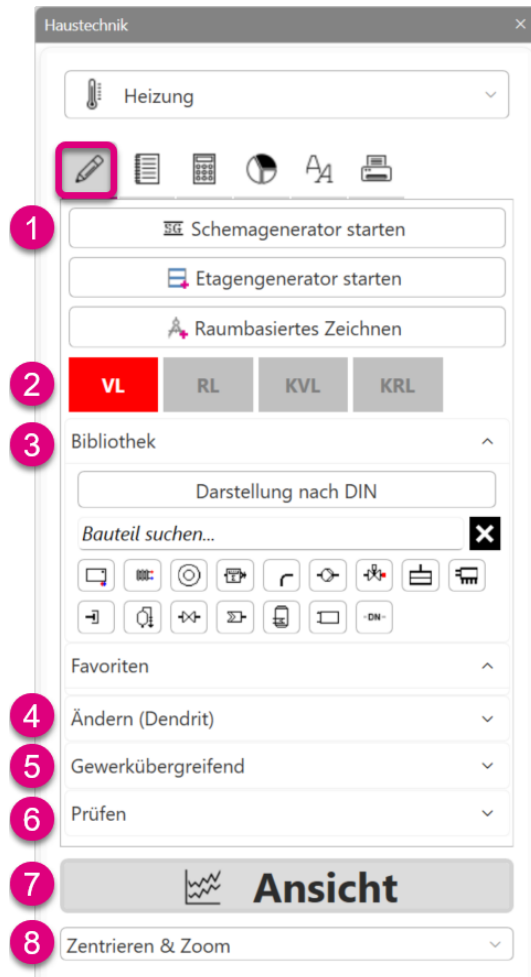 Haustechnik
Heizung
1 SG Schemagenerator starten
Etagengenerator starten
Raumbasiertes Zeichnen
2 VL RL KVL KRL
3 Bibliothek
Darstellung nach DIN
Bauteil suchen...
-DN-
Favoriten
4 Ändern (Dendrit)
5 Gewerkübergreifend
6 Prüfen
7 Ansicht
8 Zentrieren & Zoom